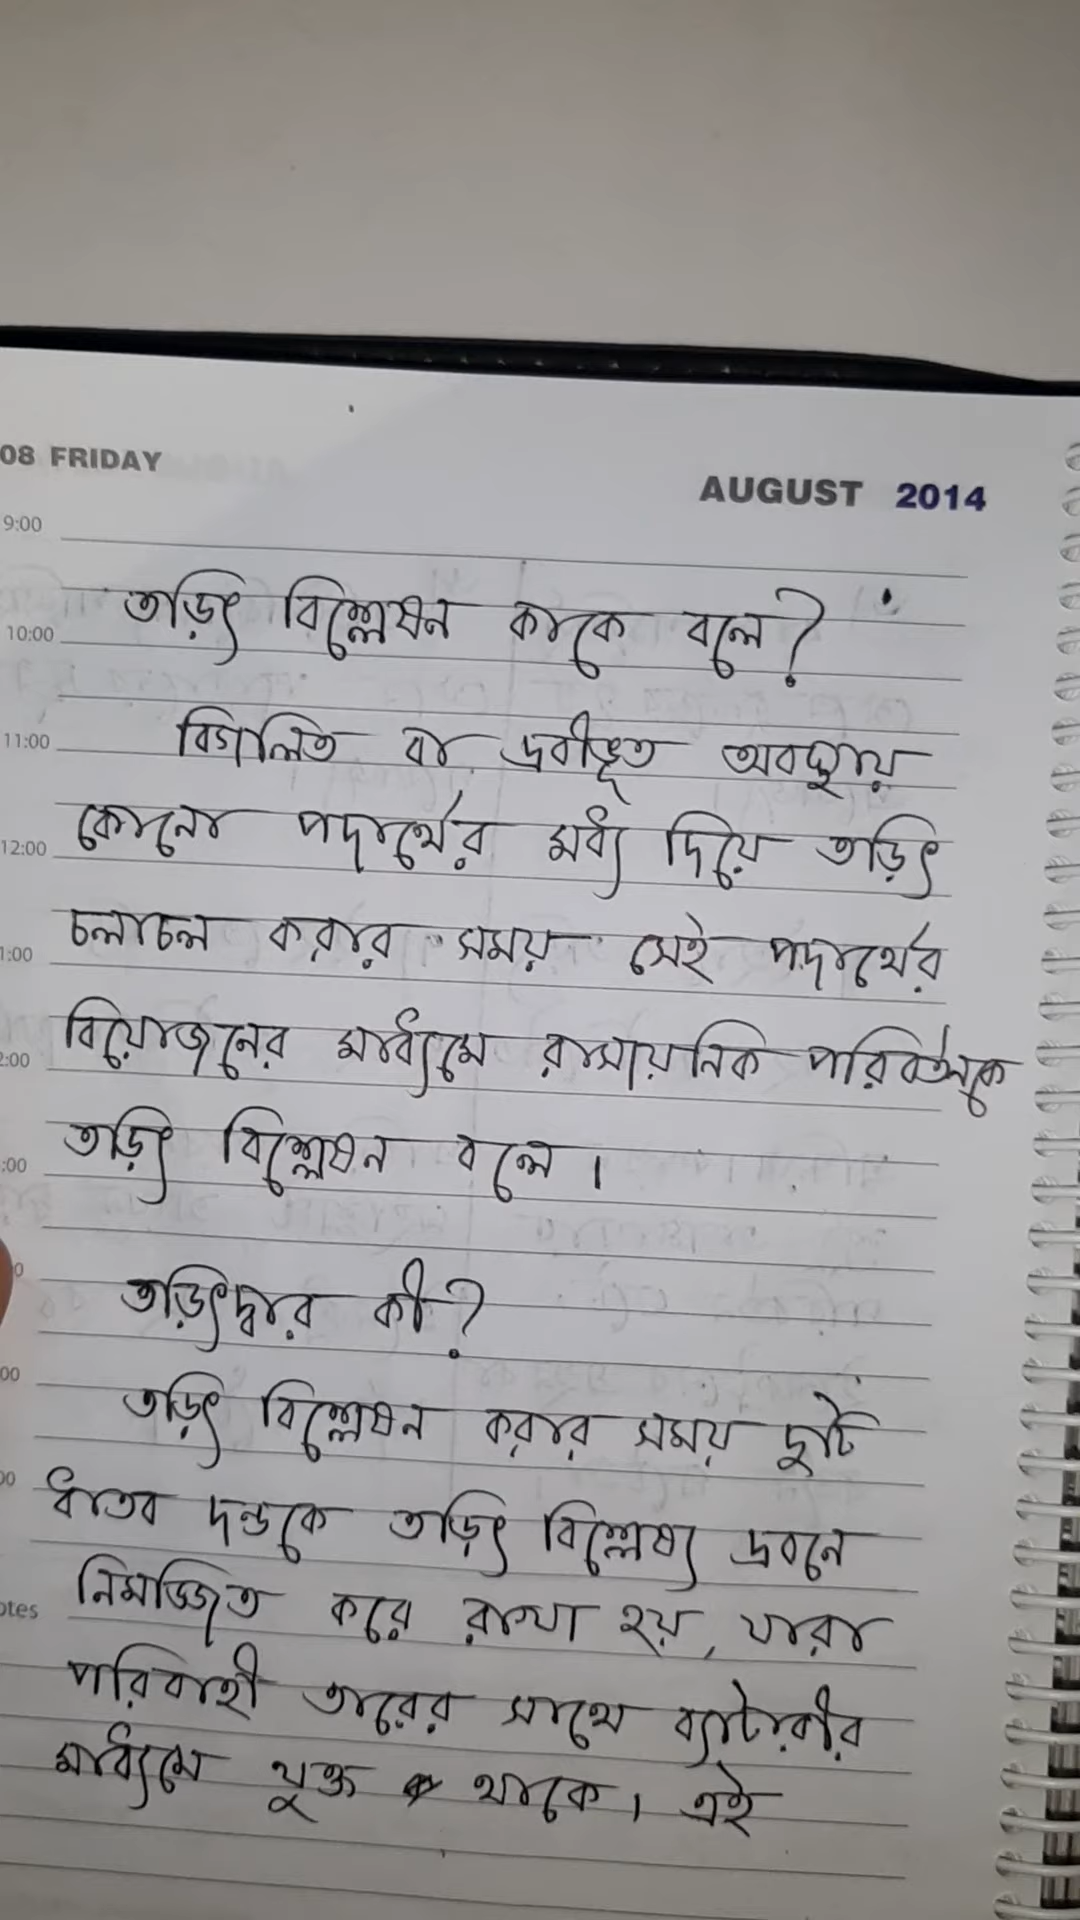 08 FRIDAY
AUGUST 2014
9:00
তড়িৎ বিশ্লেষন কাকে বলে?
10:00
বিগলিত বা দ্রবীভূত অবস্থায়
11:00
কোনো পদার্থের মধ্য দিয়ে তড়িৎ
12:00
চলাচল করার সময় সেই পদার্থের
1:00
বিয়োজনের মাধ্যমে রাসায়নিক পরিবর্তনকে
2:00
তড়িৎ বিশ্লেষন বলে।
:00
তড়িৎদ্বার কী?
0
তড়িৎ বিশ্লেষন করার সময় দুটি
00
ধাতব দন্ডকে তড়িৎ বিশ্লেষ্য দ্রবনে
00
নিমজ্জিত করে রাখা হয়, যারা
otes
পরিবাহী তারের সাথে ব্যাটারীর
মাধ্যমে যুক্ত থাকে। এই